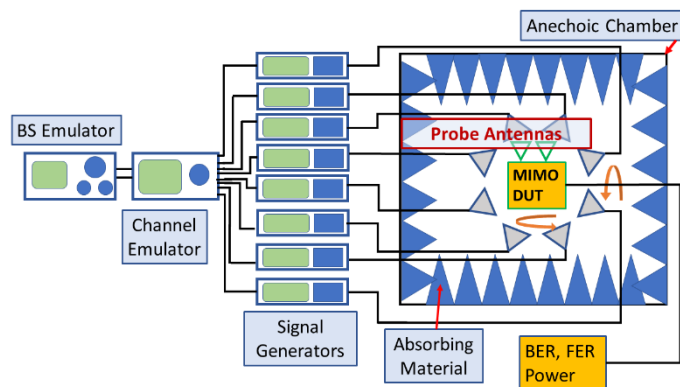 Anechoic Chamber
BS Emulator
Probe Antennas
MIMO
DUT
Channel
Emulator
Signal
Generators
Absorbing
Material
BER, FER
Power